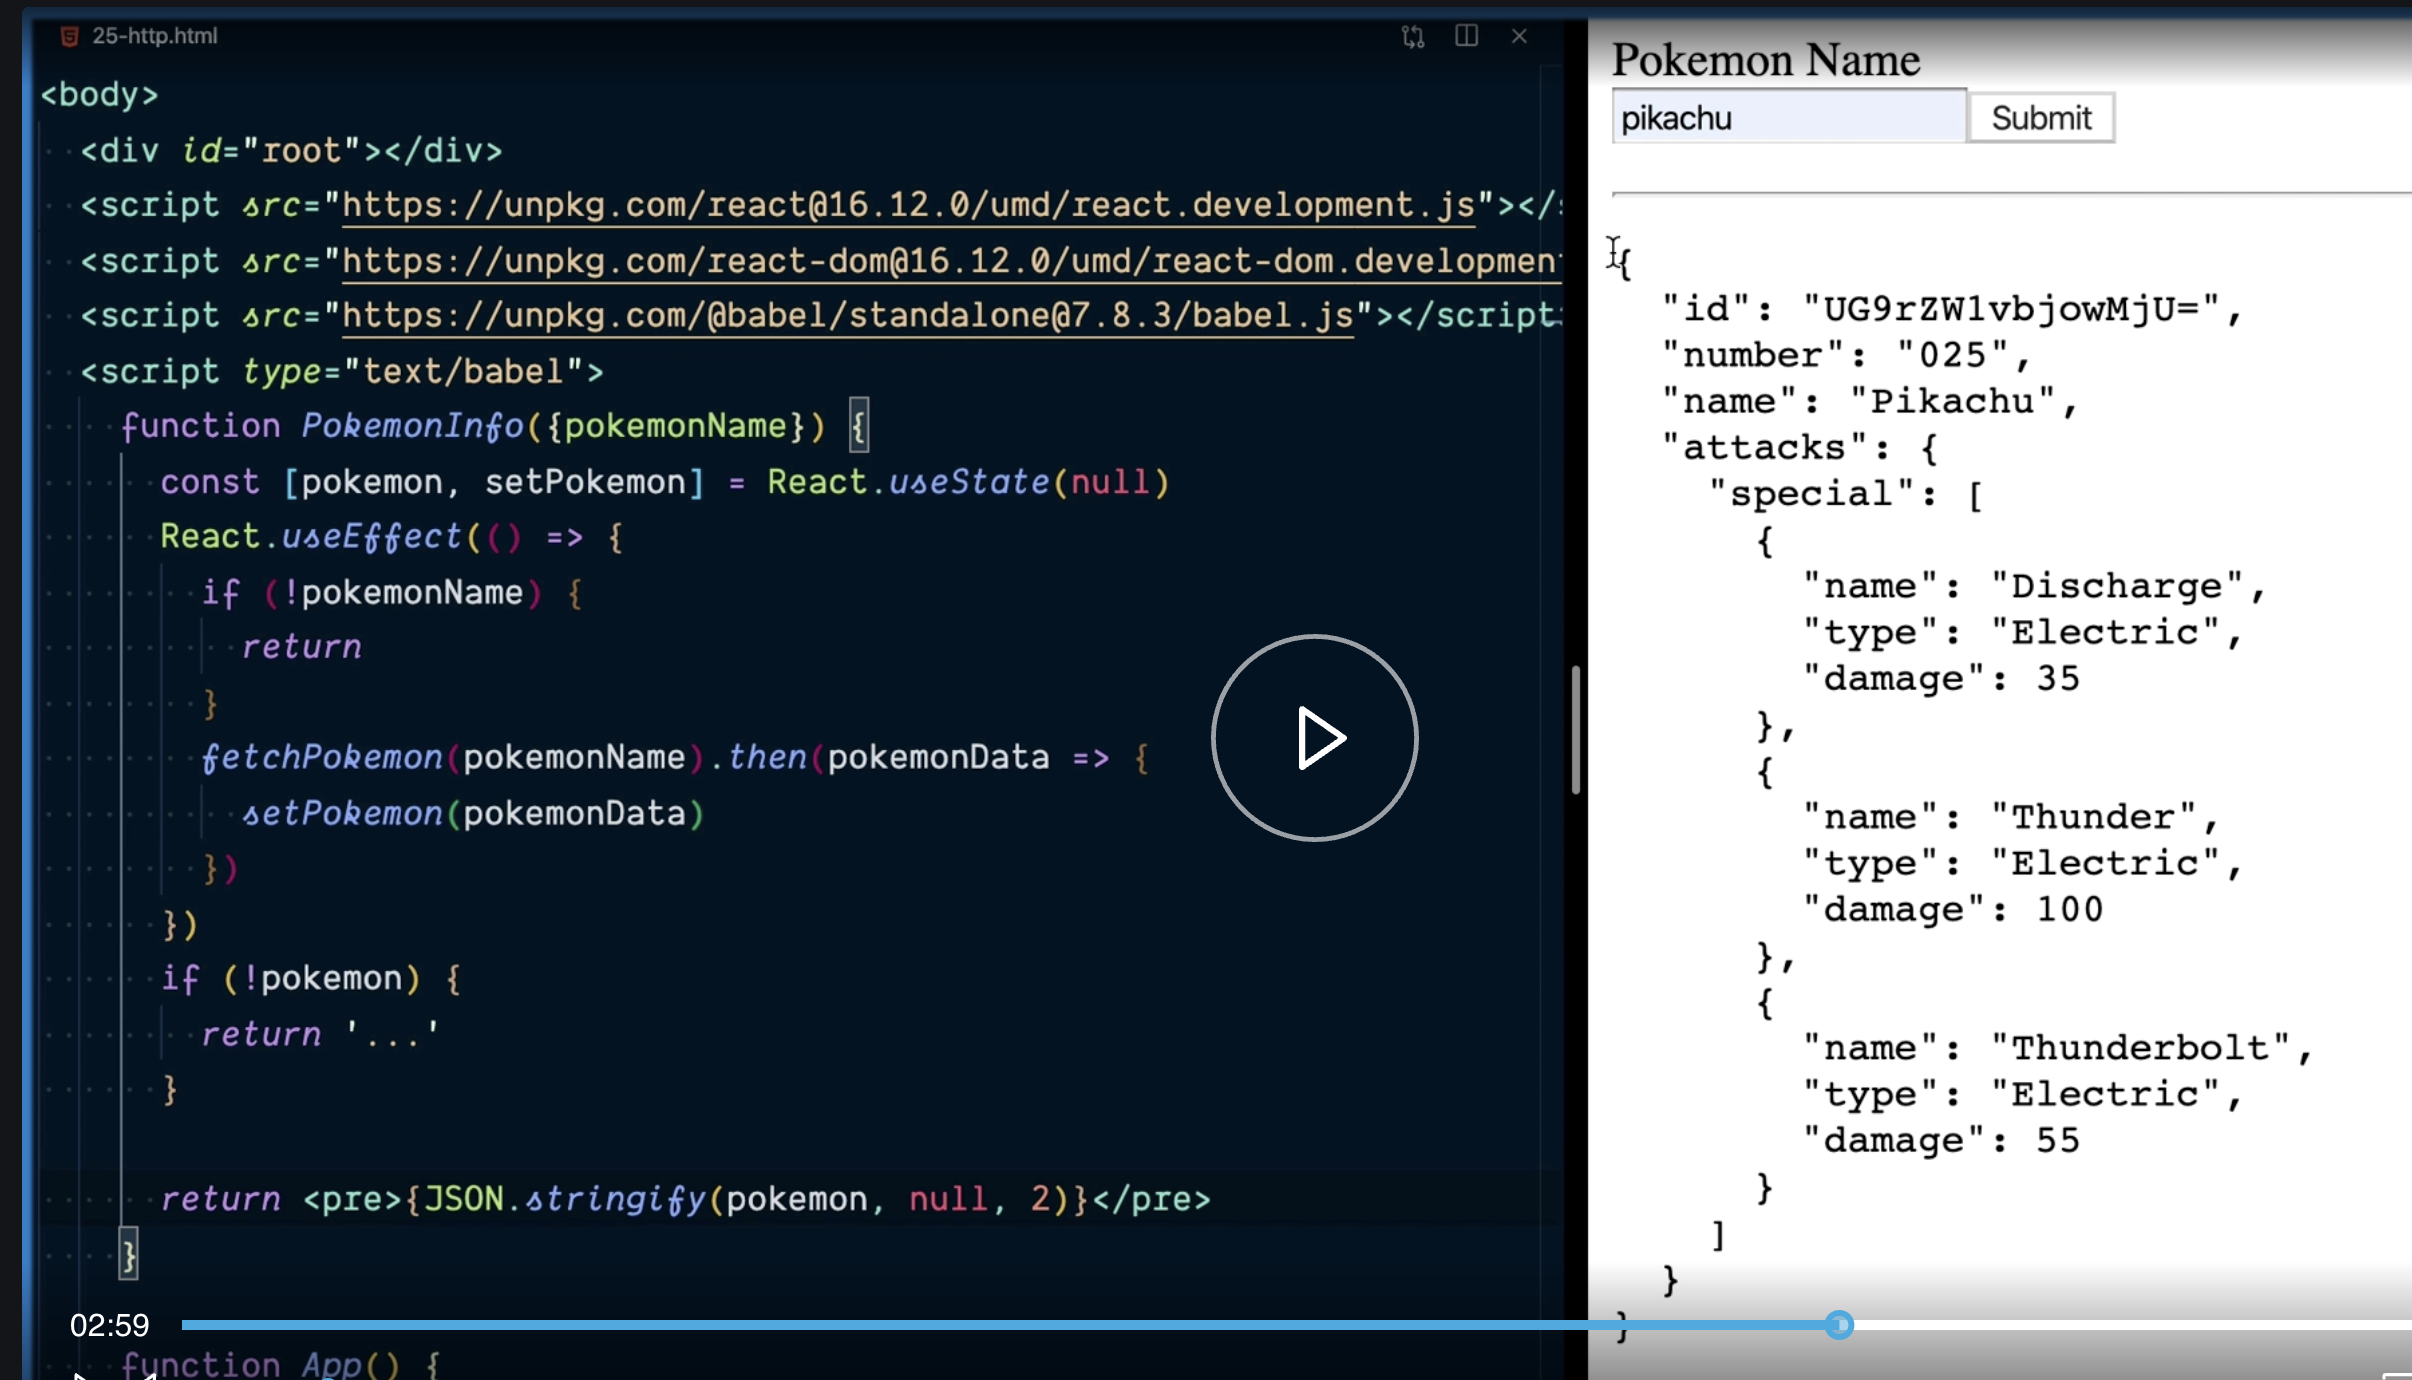 25-http.html
<body>
<div id="root"></div>
<script src="https://unpkg.com/react@16.12.0/umd/react.development.js"></
<script src="https://unpkg.com/react-dom@16.12.0/umd/react-dom.developmen
<script src="https://unpkg.com/@babel/standalone@7.8.3/babel.js"></script
<script type="text/babel">
function PokemonInfo({pokemonName}) {
const [pokemon, setPokemon] = React.useState(null)
React.useEffect(() => {
if (!pokemonName) {
return
}
fetchPokemon(pokemonName).then(pokemonData => {
setPokemon(pokemonData)
})
})
if (!pokemon) {
return '...'
}
return <pre>{JSON.stringify(pokemon, null, 2)}</pre>
}
02:59
function App() {
Pokemon Name
pikachu
Submit
{
"id": "UG9rZW1vbjowMjU=",
"number": "025",
"name": "Pikachu",
"attacks": {
"special": [
{
"name": "Discharge",
"type": "Electric",
"damage": 35
},
{
"name": "Thunder",
"type": "Electric",
"damage": 100
},
{
"name": "Thunderbolt",
"type": "Electric",
"damage": 55
}
]
}
}